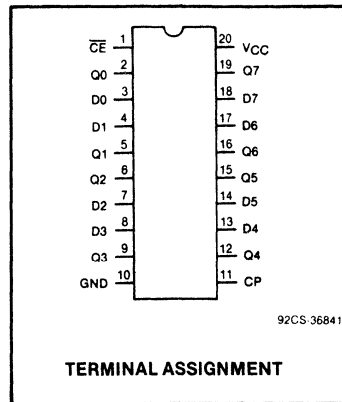 CE 1 20 VCC
Q0 2 19 Q7
D0 3 18 D7
D1 4 17 D6
Q1 5 16 Q6
Q2 6 15 Q5
D2 7 14 D5
D3 8 13 D4
Q3 9 12 Q4
GND 10 11 CP
92CS-36841
TERMINAL ASSIGNMENT